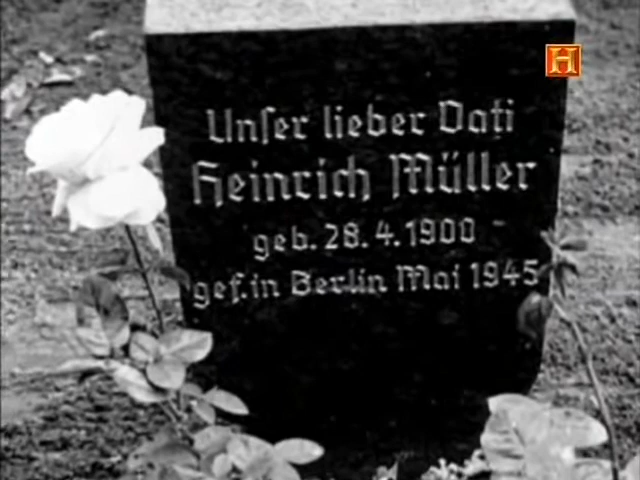 Unser lieber Vati
Heinrich Müller
geb. 28.4.1900
gef. in Berlin Mai 1945
H